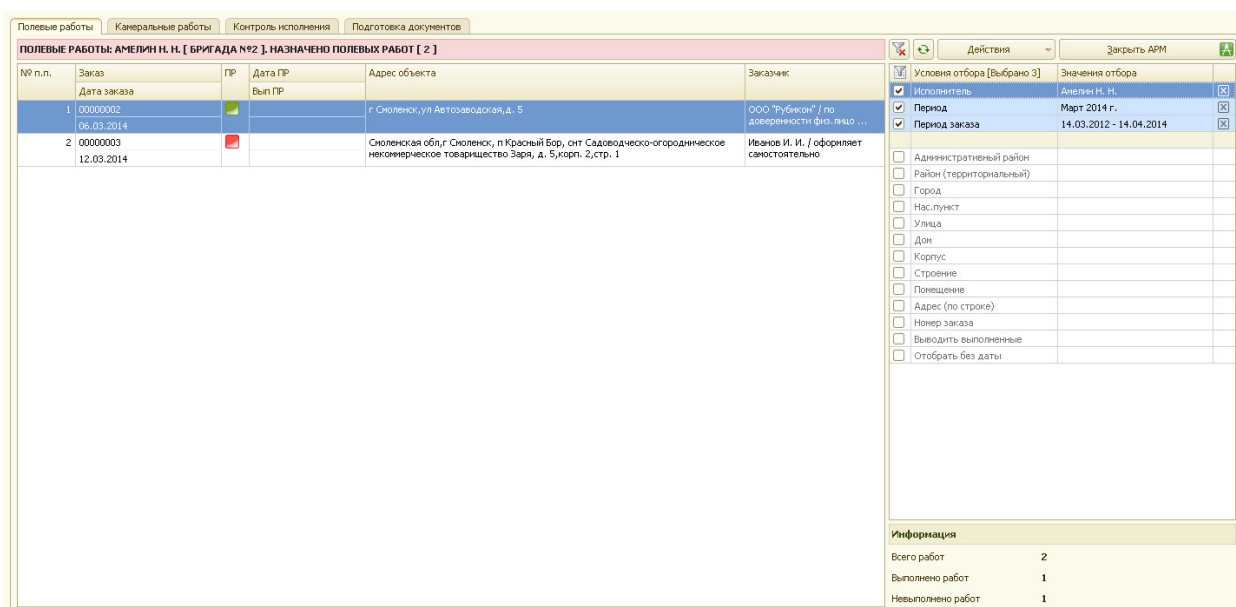 Полевые работы Камеральные работы Контроль исполнения Подготовка документов
ПОЛЕВЫЕ РАБОТЫ: АМЕЛИН Н. Н. [ БРИГАДА №2 ]. НАЗНАЧЕНО ПОЛЕВЫХ РАБОТ [ 2 ]
№ п.п. Заказ ПР Дата ПР Адрес объекта Заказчик
Дата заказа Вып ПР
1 00000002 г Смоленск,ул Автозаводская,д. 5 ООО "Рубикон" / по
06.03.2014 доверенности физ.лицо ...
2 00000003 Смоленская обл,г Смоленск, п Красный Бор, снт Садоводческо-огородническое Иванов И. И. / оформляет
12.03.2014 некоммерческое товарищество Заря, д. 5,корп. 2,стр. 1 самостоятельно
Действия Закрыть АРМ
Условия отбора [Выбрано 3] Значения отбора
Исполнитель Амелин Н. Н.
Период Март 2014 г.
Период заказа 14.03.2012 - 14.04.2014
Административный район
Район (территориальный)
Город
Нас.пункт
Улица
Дом
Корпус
Строение
Помещение
Адрес (по строке)
Номер заказа
Выводить выполненные
Отобрать без даты
Информация
Всего работ 2
Выполнено работ 1
Невыполнено работ 1